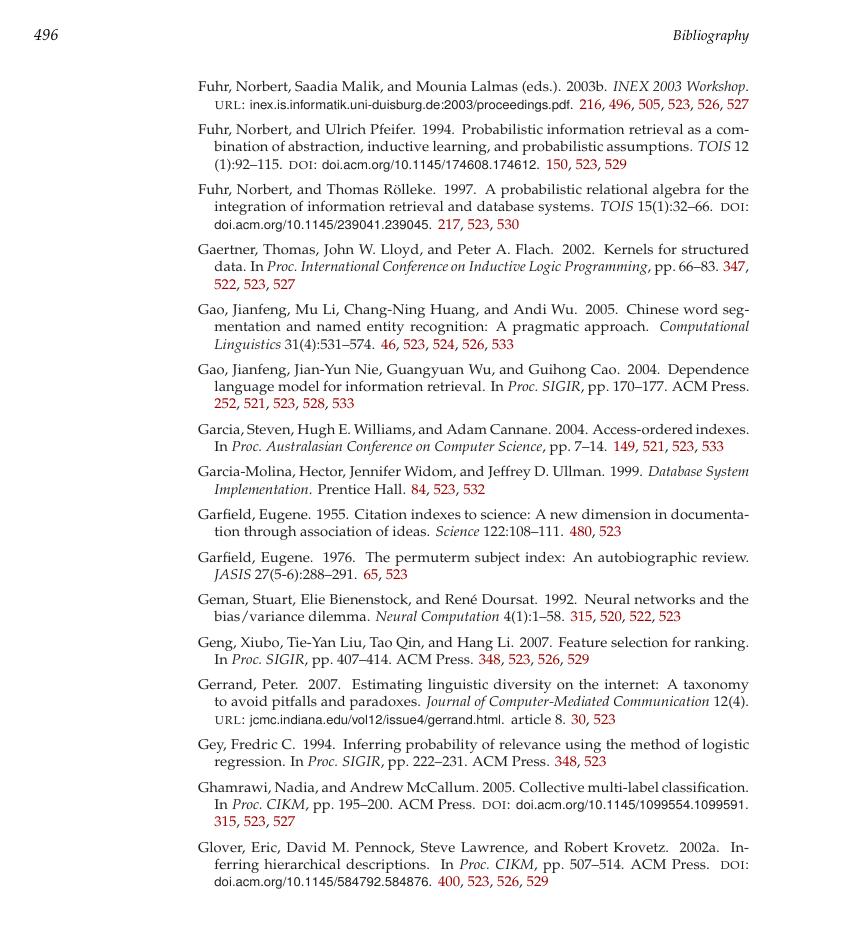 496
Bibliography
Fuhr, Norbert, Saadia Malik, and Mounia Lalmas (eds.). 2003b. INEX 2003 Workshop.
URL: inex.is.informatik.uni-duisburg.de:2003/proceedings.pdf. 216, 496, 505, 523, 526, 527
Fuhr, Norbert, and Ulrich Pfeifer. 1994. Probabilistic information retrieval as a com-
bination of abstraction, inductive learning, and probabilistic assumptions. TOIS 12
(1):92–115. DOI: doi.acm.org/10.1145/174608.174612. 150, 523, 529
Fuhr, Norbert, and Thomas Rölleke. 1997. A probabilistic relational algebra for the
integration of information retrieval and database systems. TOIS 15(1):32–66. DOI:
doi.acm.org/10.1145/239041.239045. 217, 523, 530
Gaertner, Thomas, John W. Lloyd, and Peter A. Flach. 2002. Kernels for structured
data. In Proc. International Conference on Inductive Logic Programming, pp. 66–83. 347,
522, 523, 527
Gao, Jianfeng, Mu Li, Chang-Ning Huang, and Andi Wu. 2005. Chinese word seg-
mentation and named entity recognition: A pragmatic approach. Computational
Linguistics 31(4):531–574. 46, 523, 524, 526, 533
Gao, Jianfeng, Jian-Yun Nie, Guangyuan Wu, and Guihong Cao. 2004. Dependence
language model for information retrieval. In Proc. SIGIR, pp. 170–177. ACM Press.
252, 521, 523, 528, 533
Garcia, Steven, Hugh E. Williams, and Adam Cannane. 2004. Access-ordered indexes.
In Proc. Australasian Conference on Computer Science, pp. 7–14. 149, 521, 523, 533
Garcia-Molina, Hector, Jennifer Widom, and Jeffrey D. Ullman. 1999. Database System
Implementation. Prentice Hall. 84, 523, 532
Garfield, Eugene. 1955. Citation indexes to science: A new dimension in documenta-
tion through association of ideas. Science 122:108–111. 480, 523
Garfield, Eugene. 1976. The permuterm subject index: An autobiographic review.
JASIS 27(5-6):288–291. 65, 523
Geman, Stuart, Elie Bienenstock, and René Doursat. 1992. Neural networks and the
bias/variance dilemma. Neural Computation 4(1):1–58. 315, 520, 522, 523
Geng, Xiubo, Tie-Yan Liu, Tao Qin, and Hang Li. 2007. Feature selection for ranking.
In Proc. SIGIR, pp. 407–414. ACM Press. 348, 523, 526, 529
Gerrand, Peter. 2007. Estimating linguistic diversity on the internet: A taxonomy
to avoid pitfalls and paradoxes. Journal of Computer-Mediated Communication 12(4).
URL: jcmc.indiana.edu/vol12/issue4/gerrand.html. article 8. 30, 523
Gey, Fredric C. 1994. Inferring probability of relevance using the method of logistic
regression. In Proc. SIGIR, pp. 222–231. ACM Press. 348, 523
Ghamrawi, Nadia, and Andrew McCallum. 2005. Collective multi-label classification.
In Proc. CIKM, pp. 195–200. ACM Press. DOI: doi.acm.org/10.1145/1099554.1099591.
315, 523, 527
Glover, Eric, David M. Pennock, Steve Lawrence, and Robert Krovetz. 2002a. In-
ferring hierarchical descriptions. In Proc. CIKM, pp. 507–514. ACM Press. DOI:
doi.acm.org/10.1145/584792.584876. 400, 523, 526, 529